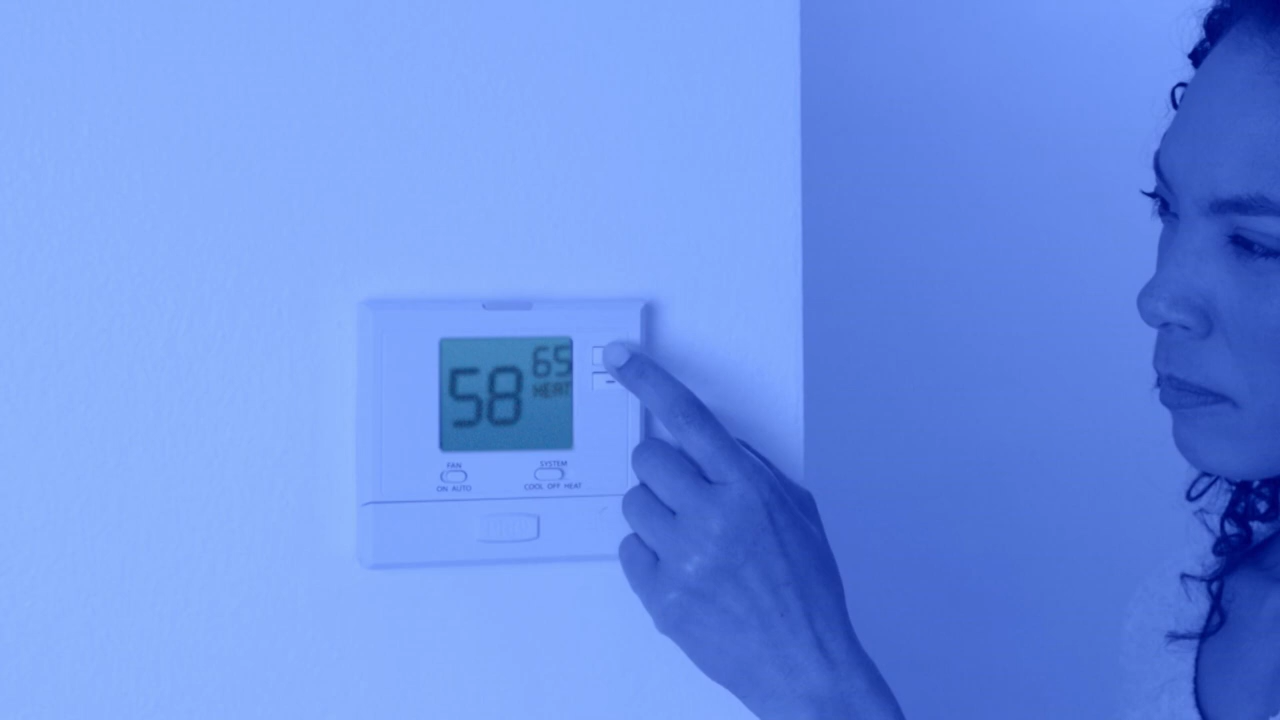 65
58 HEAT
FAN
ON AUTO
SYSTEM
COOL OFF HEAT